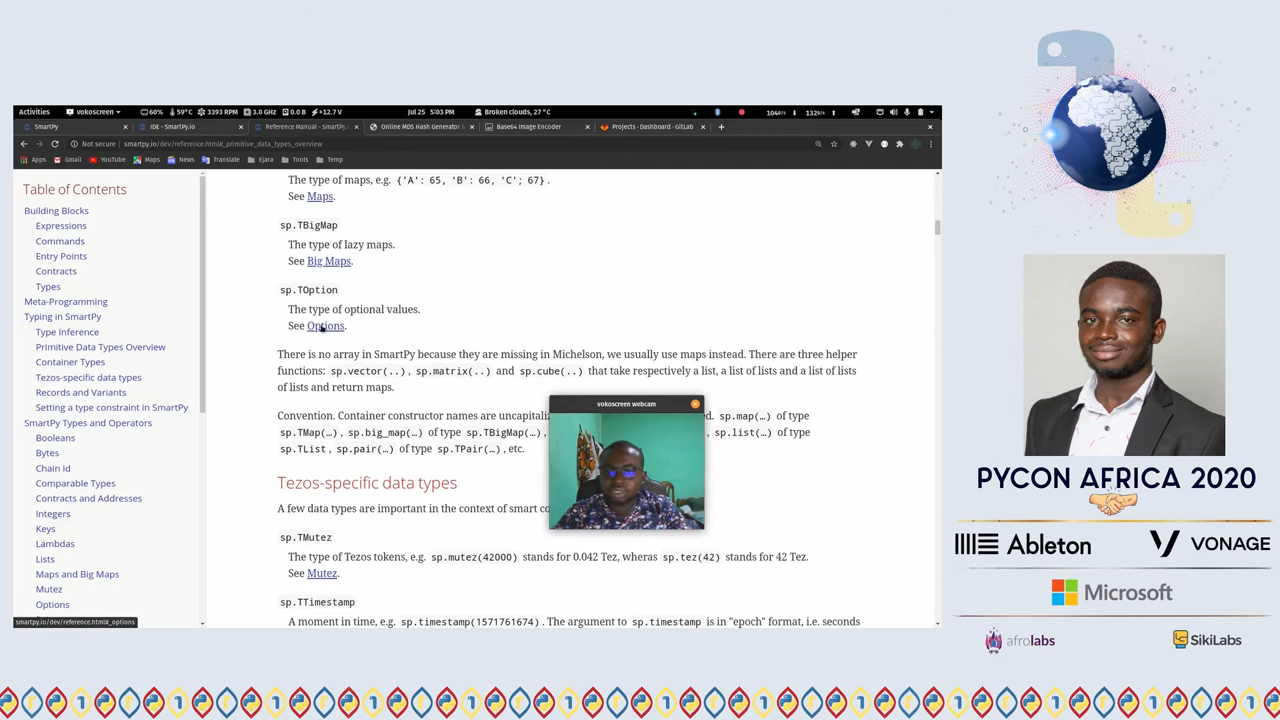 Activities
vokoscreen
60%
59°C
3393 RPM
3.0 GHz
0.0 B
+12.7 V
Jul 25 5:03 PM
Broken clouds, 27 °C
SmartPy
IDE - SmartPy.io
Reference Manual - SmartPy
Online MD5 Hash Generator
Base64 Image Encoder
Projects · Dashboard · GitLab
Not secure
smartpy.io/dev/reference.html#_primitive_data_types_overview
Apps
Gmail
YouTube
Maps
News
Translate
Ejara
Tools
Temp
Table of Contents
Building Blocks
Expressions
Commands
Entry Points
Contracts
Types
Meta-Programming
Typing in SmartPy
Type Inference
Primitive Data Types Overview
Container Types
Tezos-specific data types
Records and Variants
Setting a type constraint in SmartPy
SmartPy Types and Operators
Booleans
Bytes
Chain Id
Comparable Types
Contracts and Addresses
Integers
Keys
Lambdas
Lists
Maps and Big Maps
Mutez
Options
smartpy.io/dev/reference.html#_options
The type of maps, e.g. {'A': 65, 'B': 66, 'C'; 67}.
See Maps.
sp.TBigMap
The type of lazy maps.
See Big Maps.
sp.TOption
The type of optional values.
See Options.
There is no array in SmartPy because they are missing in Michelson, we usually use maps instead. There are three helper
functions: sp.vector(..), sp.matrix(..) and sp.cube(..) that take respectively a list, a list of lists and a list of lists
of lists and return maps.
Convention. Container constructor names are uncapitaliz ed. sp.map(…) of type
sp.TMap(…), sp.big_map(…) of type sp.TBigMap(…), , sp.list(…) of type
sp.TList, sp.pair(…) of type sp.TPair(…), etc.
vokoscreen webcam
Tezos-specific data types
A few data types are important in the context of smart co
sp.TMutez
The type of Tezos tokens, e.g. sp.mutez(42000) stands for 0.042 Tez, wheras sp.tez(42) stands for 42 Tez.
See Mutez.
sp.TTimestamp
A moment in time, e.g. sp.timestamp(1571761674). The argument to sp.timestamp is in "epoch" format, i.e. seconds
PYCON AFRICA 2020
Ableton
VONAGE
Microsoft
afrolabs
SikiLabs